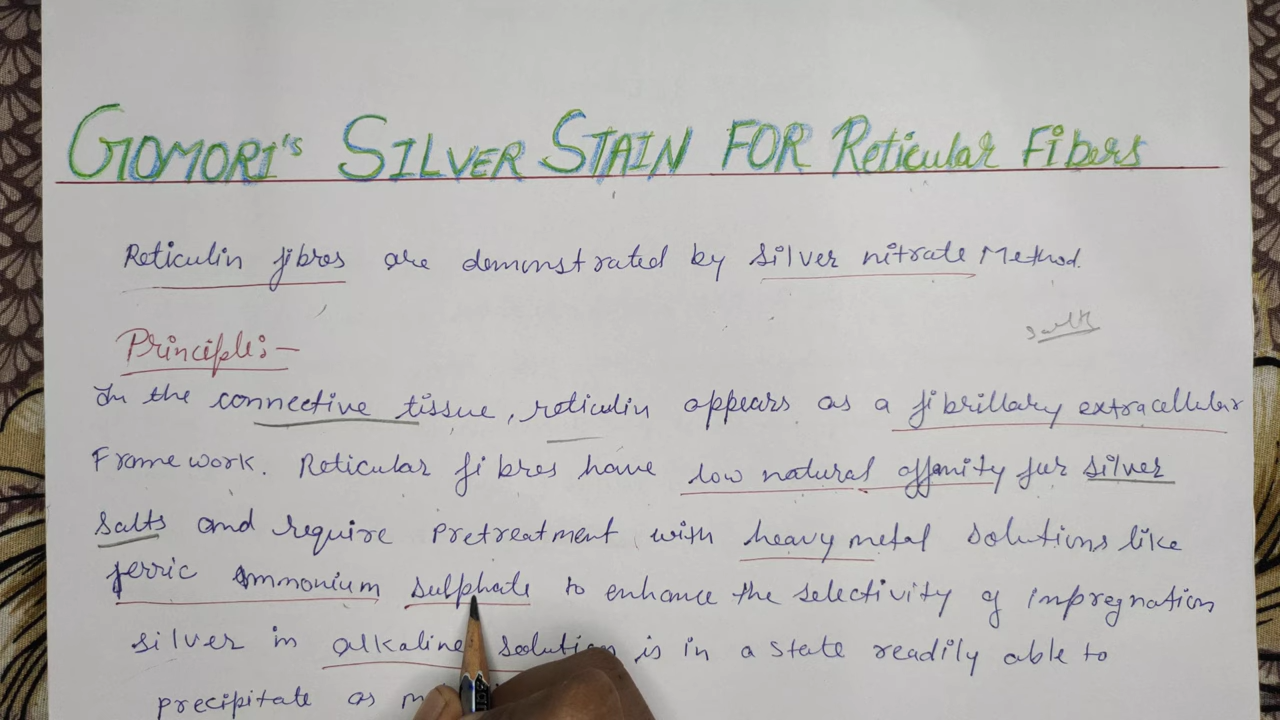 GOMORI's SILVER STAIN FOR Reticular Fibers
Reticulin fibres are demonstrated by silver nitrate Method.
salts
Principle:-
In the connective tissue, reticulin appears as a fibrillary extracellular
Framework. Reticular fibres have low natural affinity for silver
salts and require pretreatment with heavy metal solutions like
ferric ammonium sulphate to enhance the selectivity of impregnation
silver in alkaline solution is in a state readily able to
precipitate as